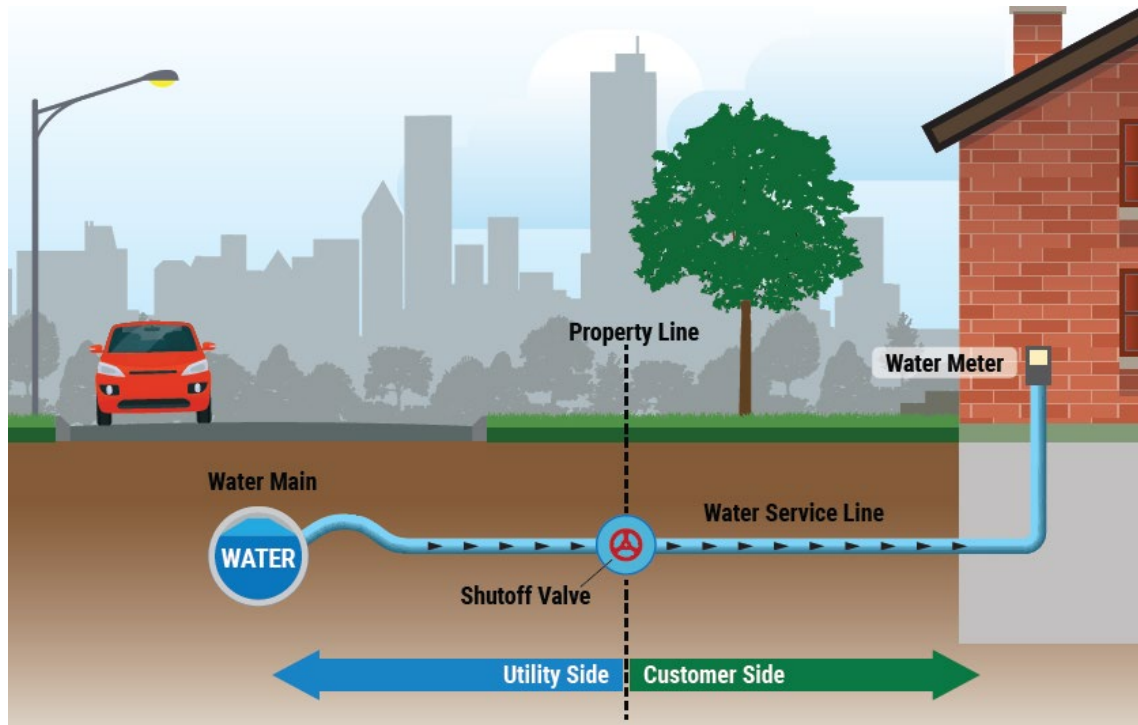 Property Line
Water Meter
Water Main
Water Service Line
WATER
Shutoff Valve
Utility Side
Customer Side